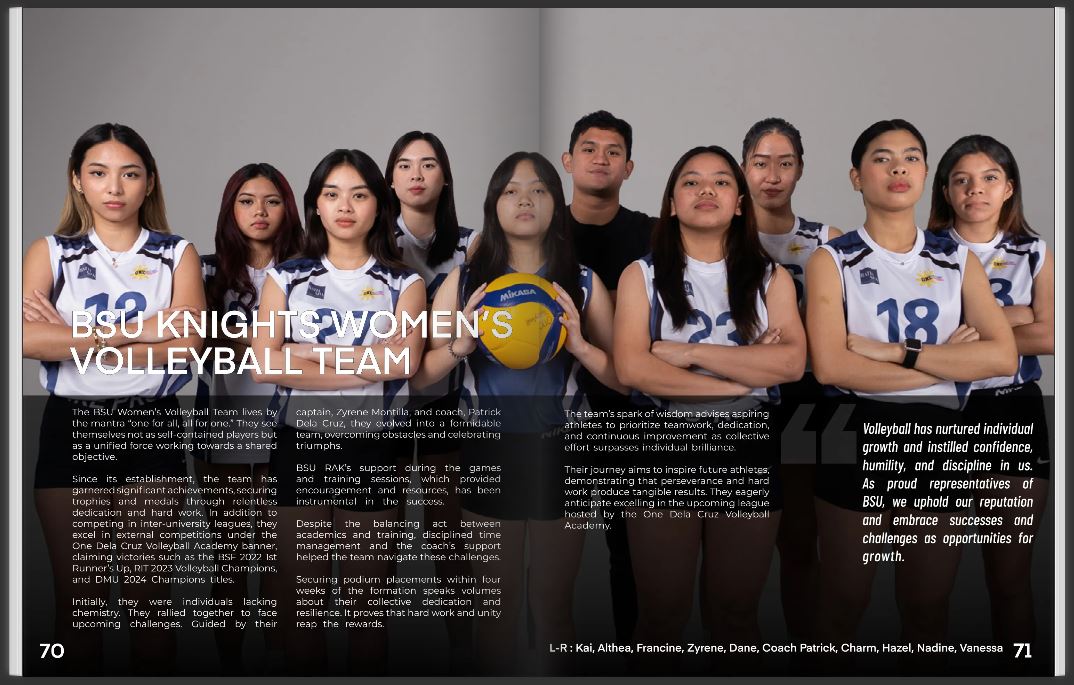 MIKASA
12
23
18
BSU KNIGHTS WOMEN'S
VOLLEYBALL TEAM
The BSU Women's Volleyball Team lives by
the mantra "one for all, all for one." They see
themselves not as self-contained players but
as a unified force working towards a shared
objective.
Since its establishment, the team has
garnered significant achievements, securing
trophies and medals through relentless
dedication and hard work. In addition to
competing in inter-university leagues, they
excel in external competitions under the
One Dela Cruz Volleyball Academy banner,
claiming victories such as the BSF 2022 1st
Runner's Up, RIT 2023 Volleyball Champions,
and DMU 2024 Champions titles.
Initially, they were individuals lacking
chemistry. They rallied together to face
upcoming challenges. Guided by their
captain, Zyrene Montilla, and coach, Patrick
Dela Cruz, they evolved into a formidable
team, overcoming obstacles and celebrating
triumphs.
BSU RAK's support during the games
and training sessions, which provided
encouragement and resources, has been
instrumental in the success.
Despite the balancing act between
academics and training, disciplined time
management and the coach's support
helped the team navigate these challenges.
Securing podium placements within four
weeks of the formation speaks volumes
about their collective dedication and
resilience. It proves that hard work and unity
reap the rewards.
The team's spark of wisdom advises aspiring
athletes to prioritize teamwork, dedication,
and continuous improvement as collective
effort surpasses individual brilliance.
Their journey aims to inspire future athletes,
demonstrating that perseverance and hard
work produce tangible results. They eagerly
anticipate excelling in the upcoming league
hosted by the One Dela Cruz Volleyball
Academy.
“
Volleyball has nurtured individual
growth and instilled confidence,
humility, and discipline in us.
As proud representatives of
BSU, we uphold our reputation
and embrace successes and
challenges as opportunities for
growth.
70
L-R : Kai, Althea, Francine, Zyrene, Dane, Coach Patrick, Charm, Hazel, Nadine, Vanessa
71